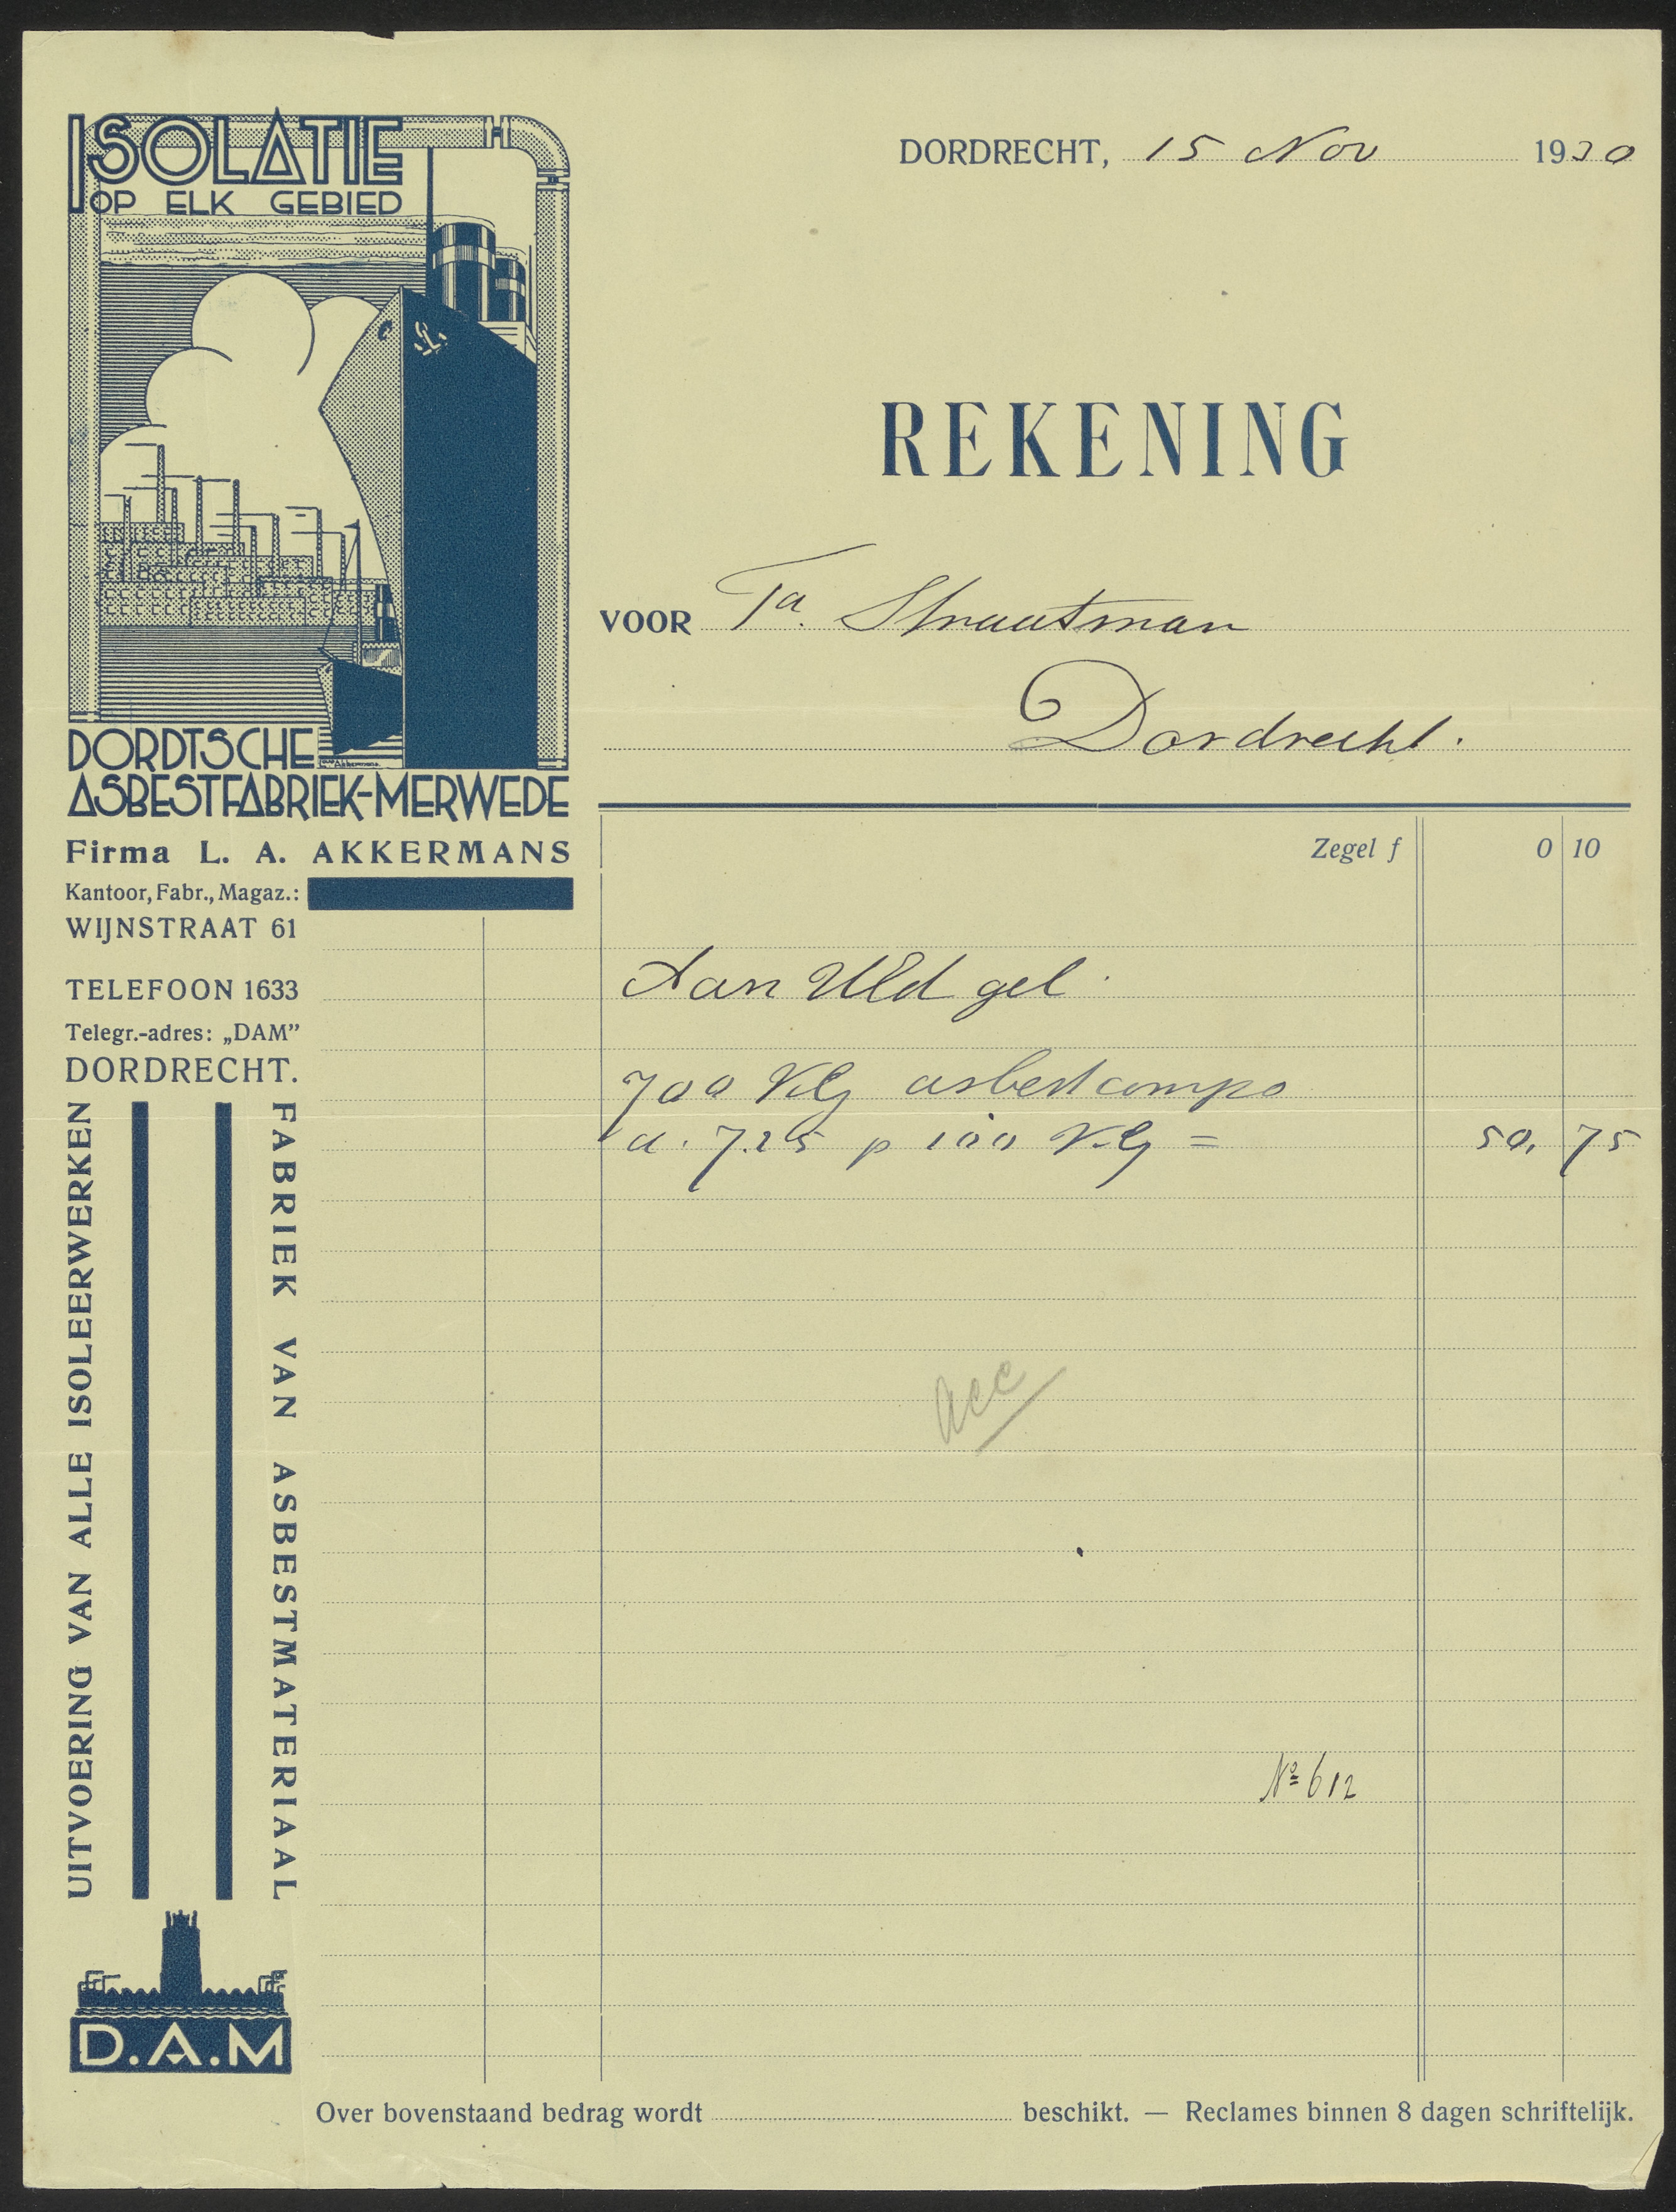 ISOLATIE
OP ELK GEBIED
DORDTSCHE
ASBESTFABRIEK-MERWEDE
Firma L. A. AKKERMANS
Kantoor, Fabr., Magaz.:
WIJNSTRAAT 61
TELEFOON 1633
Telegr.-adres: „DAM”
DORDRECHT.
UITVOERING VAN ALLE ISOLEERWERKEN
FABRIEK VAN ASBESTMATERIAAL
D.A.M
DORDRECHT, 15 Nov 1930
REKENING
VOOR Fa. Straatman
Dordrecht.
Zegel f 0 10
Aan UEd gel.
700 KG asbestcompo
a. 7.25 p 100 KG = 50,75
acc
No 612
Over bovenstaand bedrag wordt beschikt. — Reclames binnen 8 dagen schriftelijk.